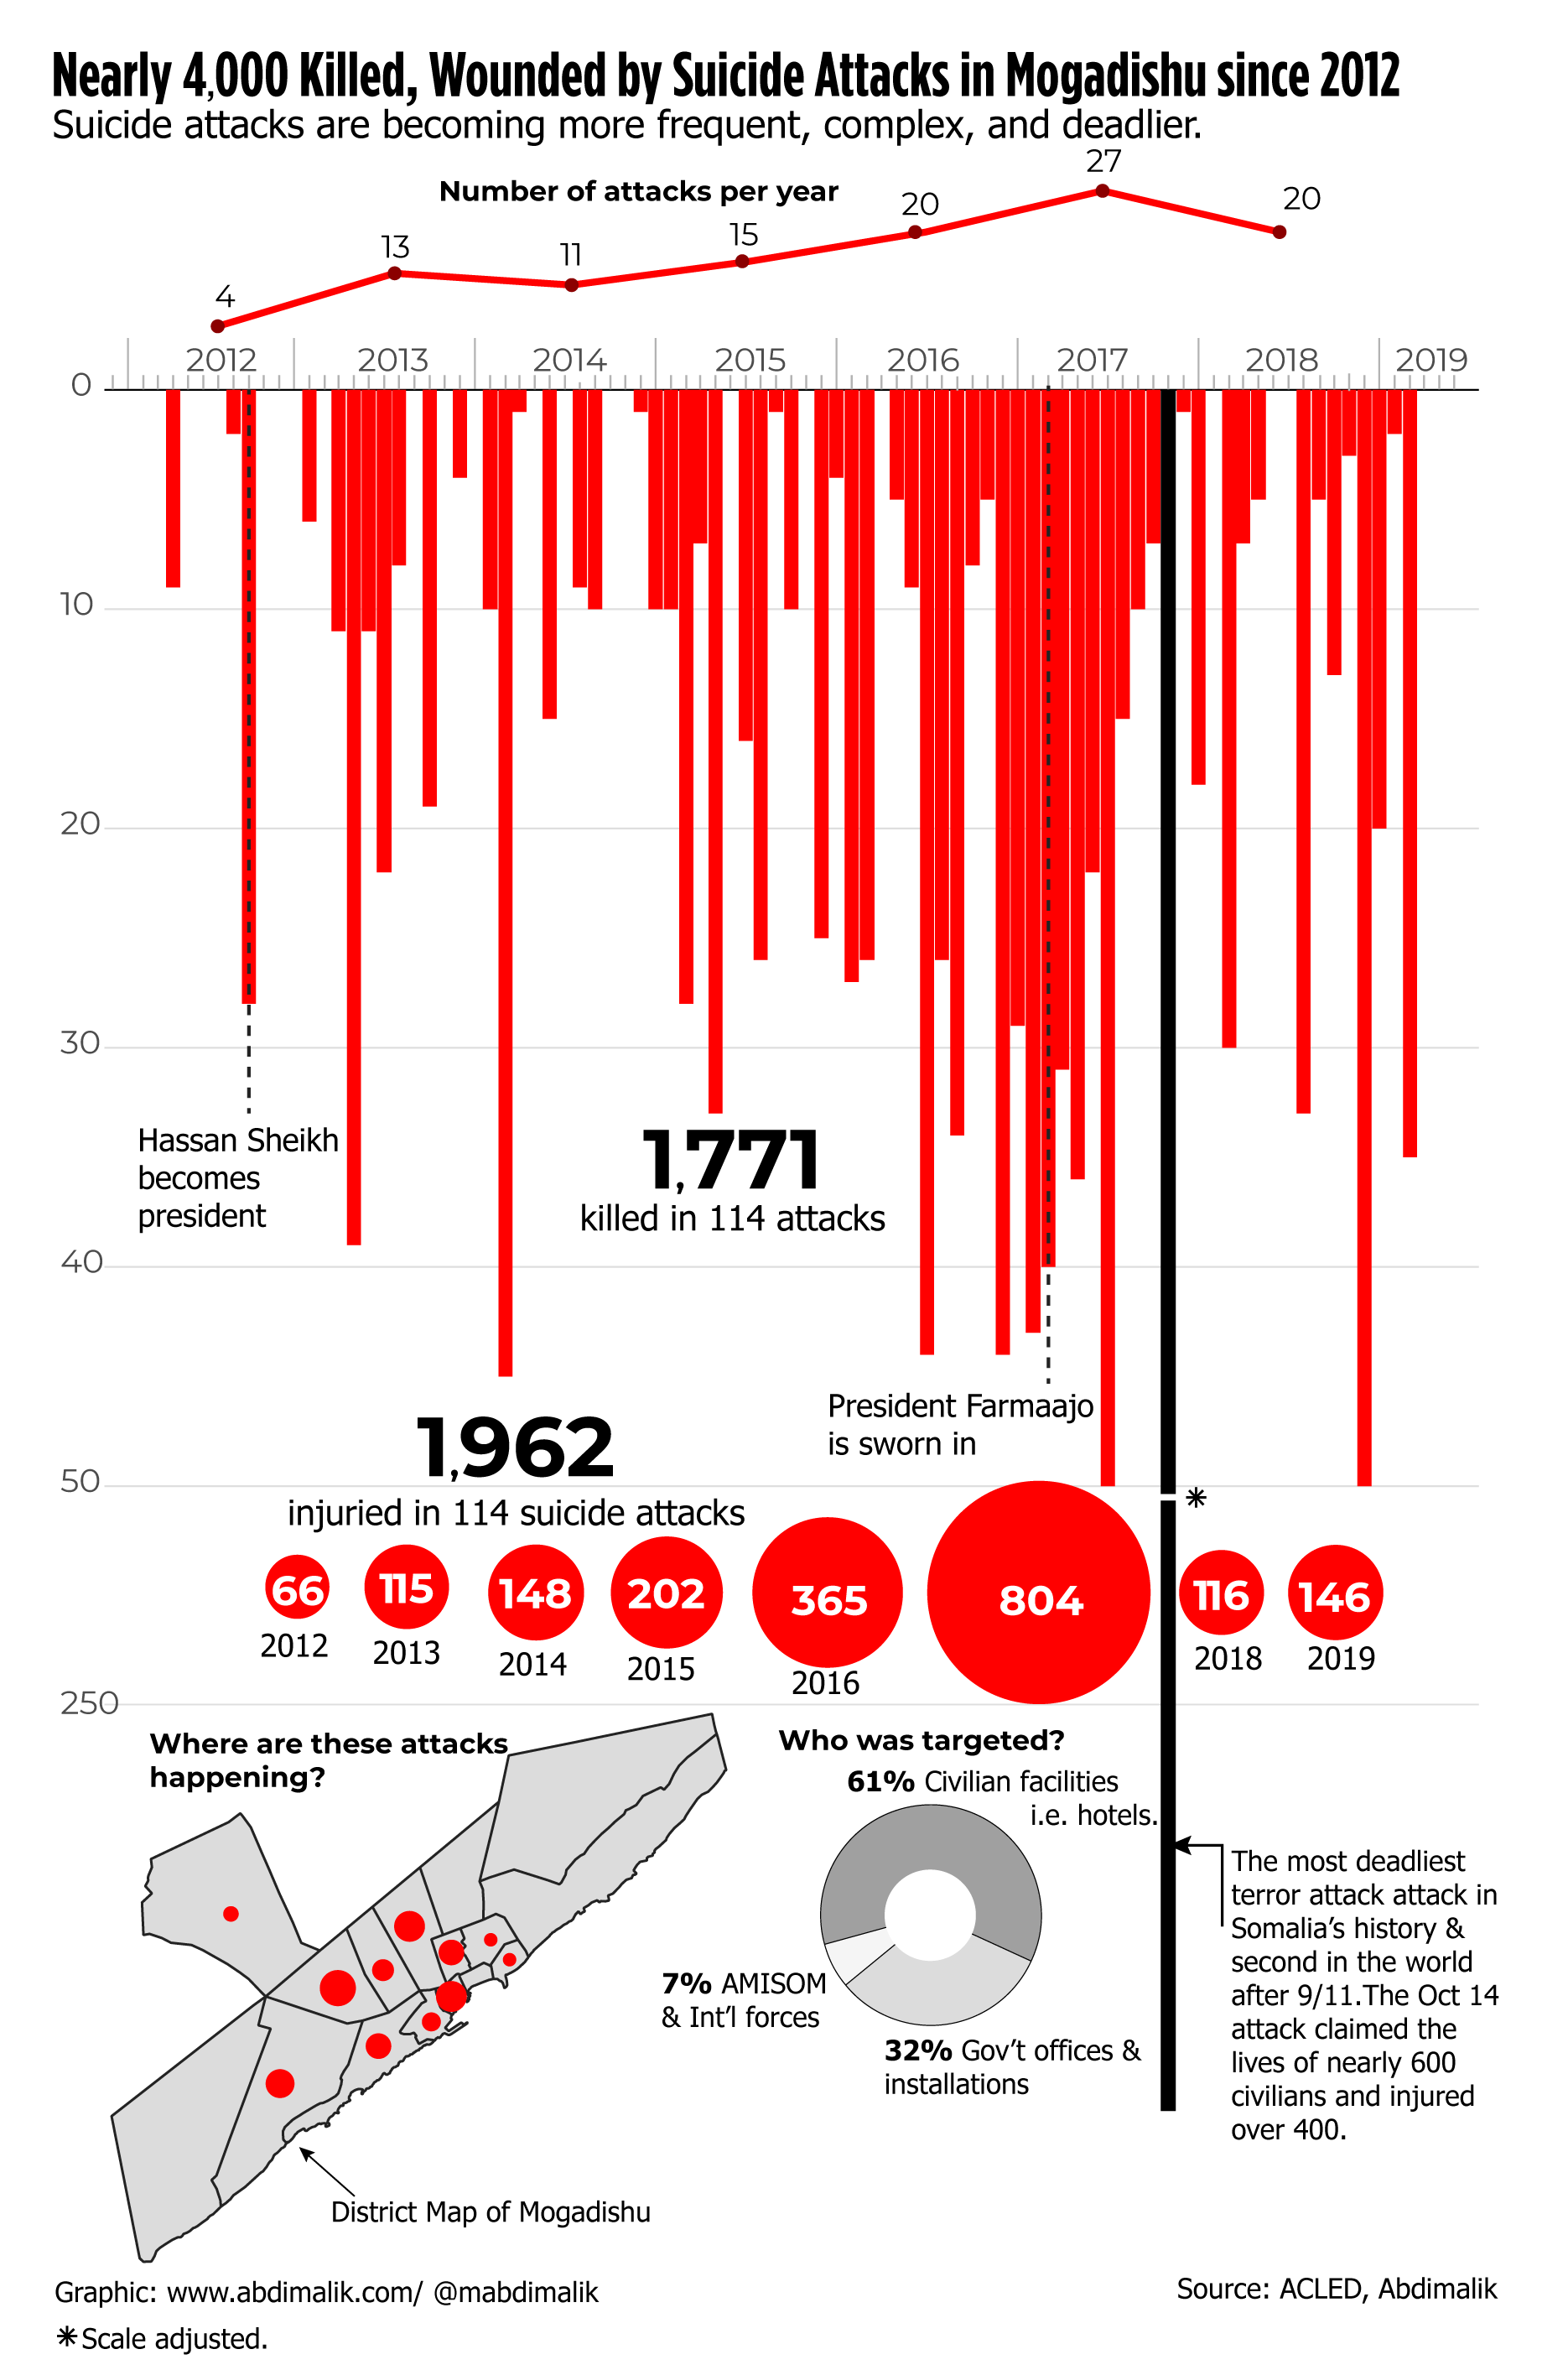 Nearly 4,000 Killed, Wounded by Suicide Attacks in Mogadishu since 2012
Suicide attacks are becoming more frequent, complex, and deadlier.
Number of attacks per year
4
13
11
15
20
27
20
2012
2013
2014
2015
2016
2017
2018
2019
0
10
20
30
40
50
250
Hassan Sheikh
becomes
president
1,771
killed in 114 attacks
President Farmaajo
is sworn in
1,962
injuried in 114 suicide attacks
*
66
115
148
202
365
804
116
146
2012
2013
2014
2015
2016
2018
2019
Where are these attacks
happening?
District Map of Mogadishu
Who was targeted?
61% Civilian facilities
i.e. hotels.
7% AMISOM
& Int'l forces
32% Gov't offices &
installations
The most deadliest
terror attack attack in
Somalia's history &
second in the world
after 9/11.The Oct 14
attack claimed the
lives of nearly 600
civilians and injured
over 400.
Graphic: www.abdimalik.com/ @mabdimalik
Source: ACLED, Abdimalik
*Scale adjusted.